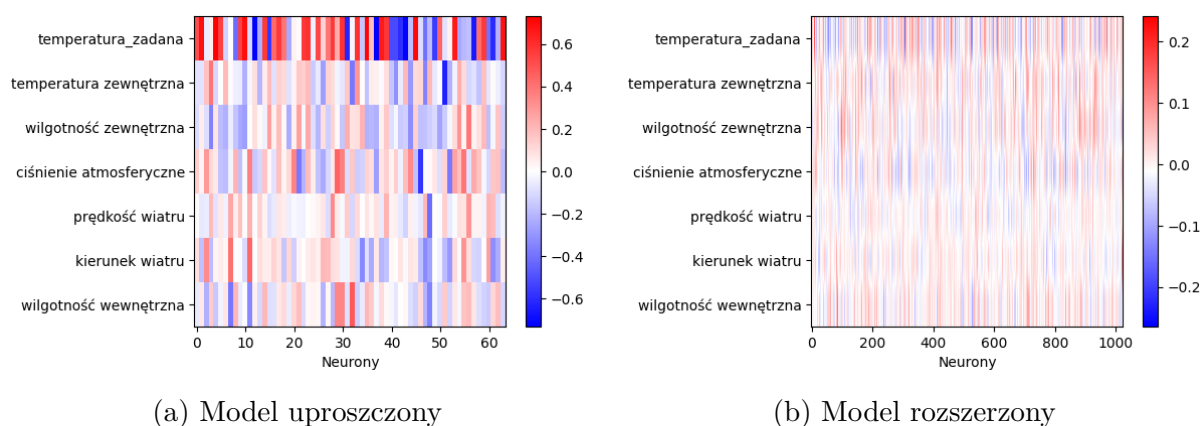 temperatura_zadana
temperatura zewnętrzna
wilgotność zewnętrzna
ciśnienie atmosferyczne
prędkość wiatru
kierunek wiatru
wilgotność wewnętrzna
0 10 20 30 40 50 60
Neurony
0.6
0.4
0.2
0.0
−0.2
−0.4
−0.6
(a) Model uproszczony
temperatura_zadana
temperatura zewnętrzna
wilgotność zewnętrzna
ciśnienie atmosferyczne
prędkość wiatru
kierunek wiatru
wilgotność wewnętrzna
0 200 400 600 800 1000
Neurony
0.2
0.1
0.0
−0.1
−0.2
(b) Model rozszerzony